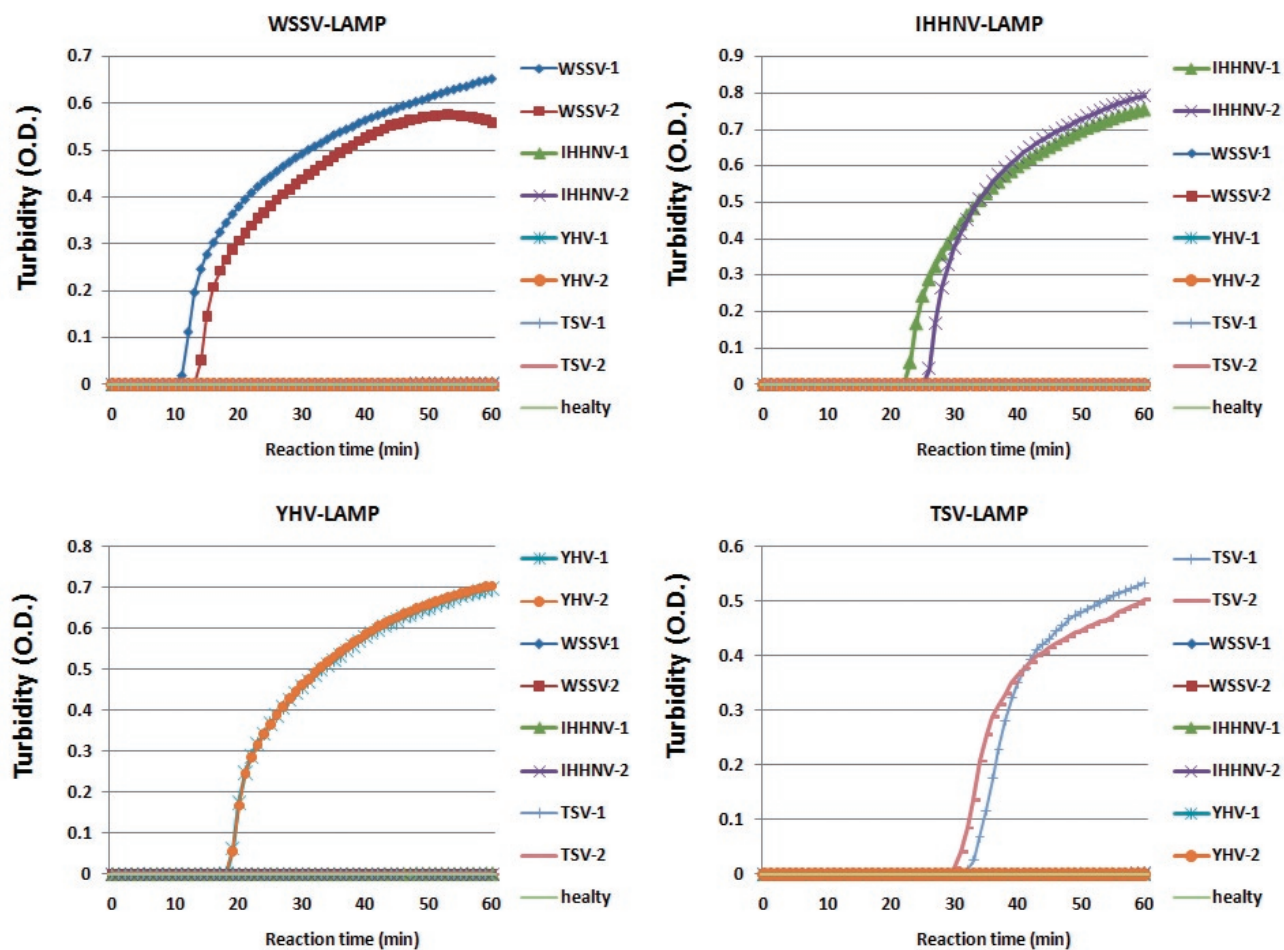 WSSV-LAMP
Turbidity (O.D.)
0.7
0.6
0.5
0.4
0.3
0.2
0.1
0
0 10 20 30 40 50 60
Reaction time (min)
WSSV-1
WSSV-2
IHHNV-1
IHHNV-2
YHV-1
YHV-2
TSV-1
TSV-2
healty
IHHNV-LAMP
Turbidity (O.D.)
0.9
0.8
0.7
0.6
0.5
0.4
0.3
0.2
0.1
0
0 10 20 30 40 50 60
Reaction time (min)
IHHNV-1
IHHNV-2
WSSV-1
WSSV-2
YHV-1
YHV-2
TSV-1
TSV-2
healty
YHV-LAMP
Turbidity (O.D.)
0.8
0.7
0.6
0.5
0.4
0.3
0.2
0.1
0
0 10 20 30 40 50 60
Reaction time (min)
YHV-1
YHV-2
WSSV-1
WSSV-2
IHHNV-1
IHHNV-2
TSV-1
TSV-2
healty
TSV-LAMP
Turbidity (O.D.)
0.6
0.5
0.4
0.3
0.2
0.1
0
0 10 20 30 40 50 60
Reaction time (min)
TSV-1
TSV-2
WSSV-1
WSSV-2
IHHNV-1
IHHNV-2
YHV-1
YHV-2
healty